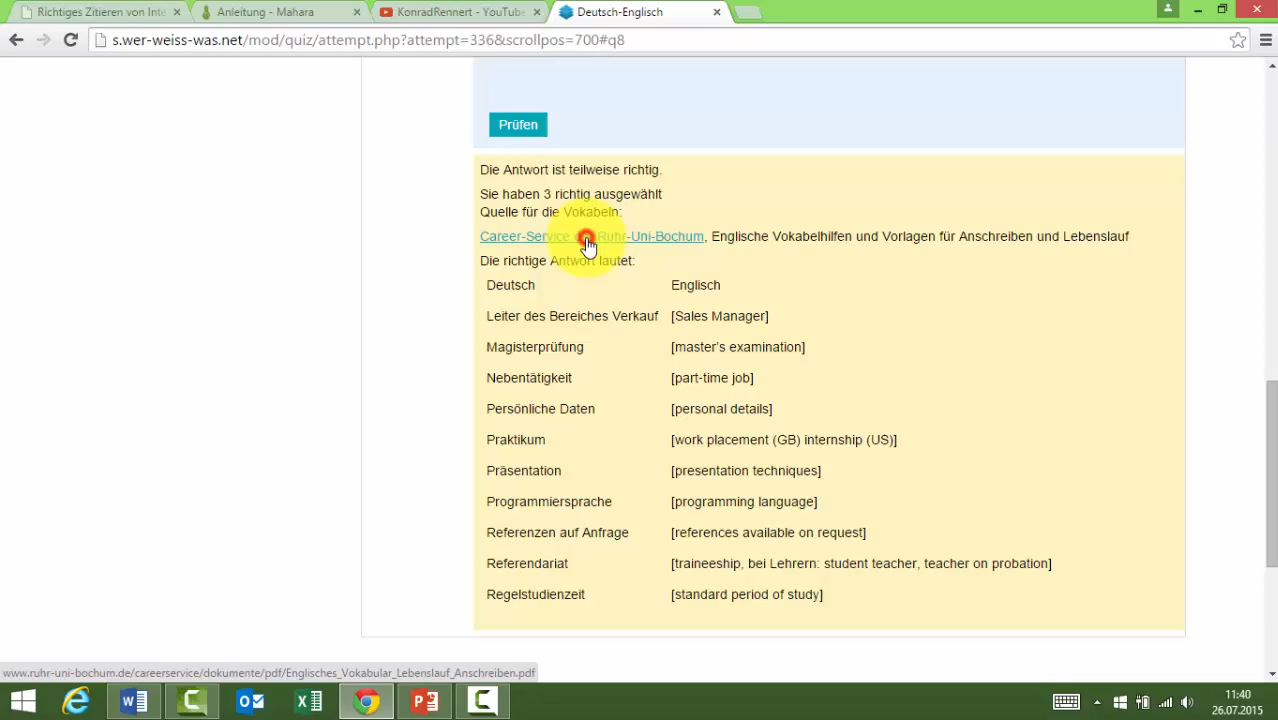 Richtiges Zitieren von Inte
Anleitung - Mahara
KonradRennert - YouTube
Deutsch-Englisch
s.wer-weiss-was.net/mod/quiz/attempt.php?attempt=336&scrollpos=700#q8
Prüfen
Die Antwort ist teilweise richtig.
Sie haben 3 richtig ausgewählt
Quelle für die Vokabeln:
Career-Service der Ruhr-Uni-Bochum, Englische Vokabelhilfen und Vorlagen für Anschreiben und Lebenslauf
Die richtige Antwort lautet:
Deutsch Englisch
Leiter des Bereiches Verkauf [Sales Manager]
Magisterprüfung [master's examination]
Nebentätigkeit [part-time job]
Persönliche Daten [personal details]
Praktikum [work placement (GB) internship (US)]
Präsentation [presentation techniques]
Programmiersprache [programming language]
Referenzen auf Anfrage [references available on request]
Referendariat [traineeship, bei Lehrern: student teacher, teacher on probation]
Regelstudienzeit [standard period of study]
www.ruhr-uni-bochum.de/careerservice/dokumente/pdf/Englisches_Vokabular_Lebenslauf_Anschreiben.pdf
11:40
26.07.2015